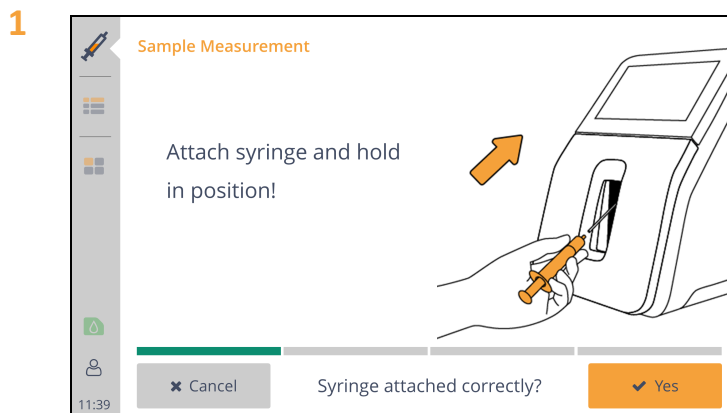 1
Sample Measurement
Attach syringe and hold
in position!
Cancel
Syringe attached correctly?
Yes
11:39